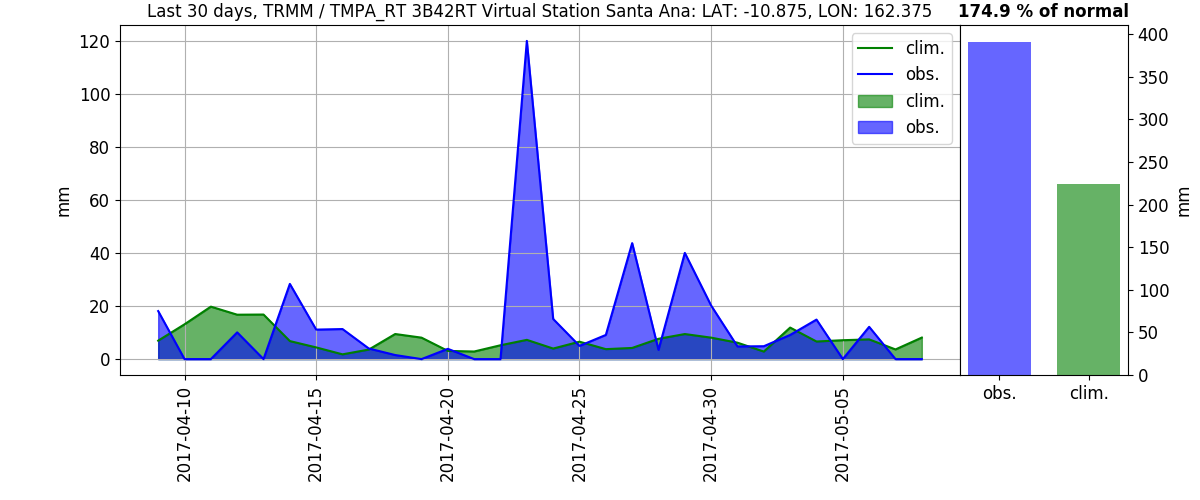 Last 30 days, TRMM / TMPA_RT 3B42RT Virtual Station Santa Ana: LAT: -10.875, LON: 162.375
174.9 % of normal
clim.
obs.
clim.
obs.
mm
120
100
80
60
40
20
0
2017-04-10
2017-04-15
2017-04-20
2017-04-25
2017-04-30
2017-05-05
400
350
300
250
200
150
100
50
0
mm
obs.
clim.